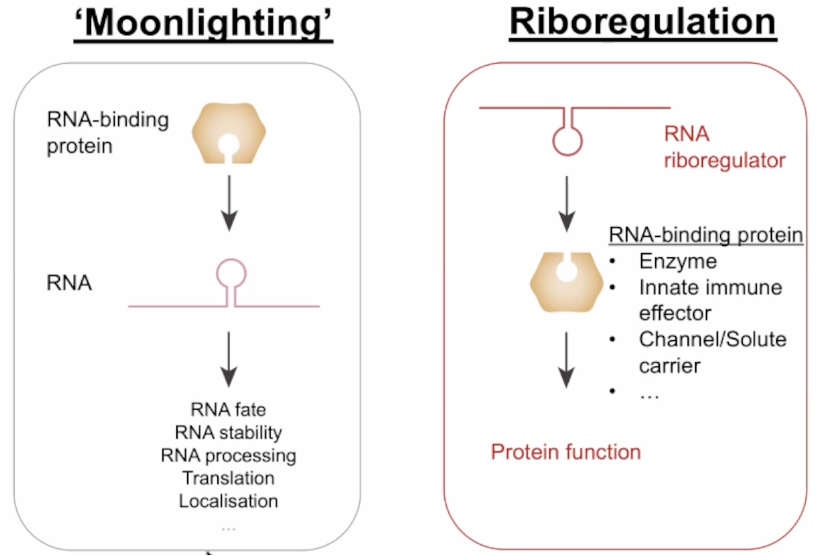 ‘Moonlighting’
RNA-binding
protein
RNA
RNA fate
RNA stability
RNA processing
Translation
Localisation
...
Riboregulation
RNA
riboregulator
RNA-binding protein
• Enzyme
• Innate immune
effector
• Channel/Solute
carrier
• ...
Protein function